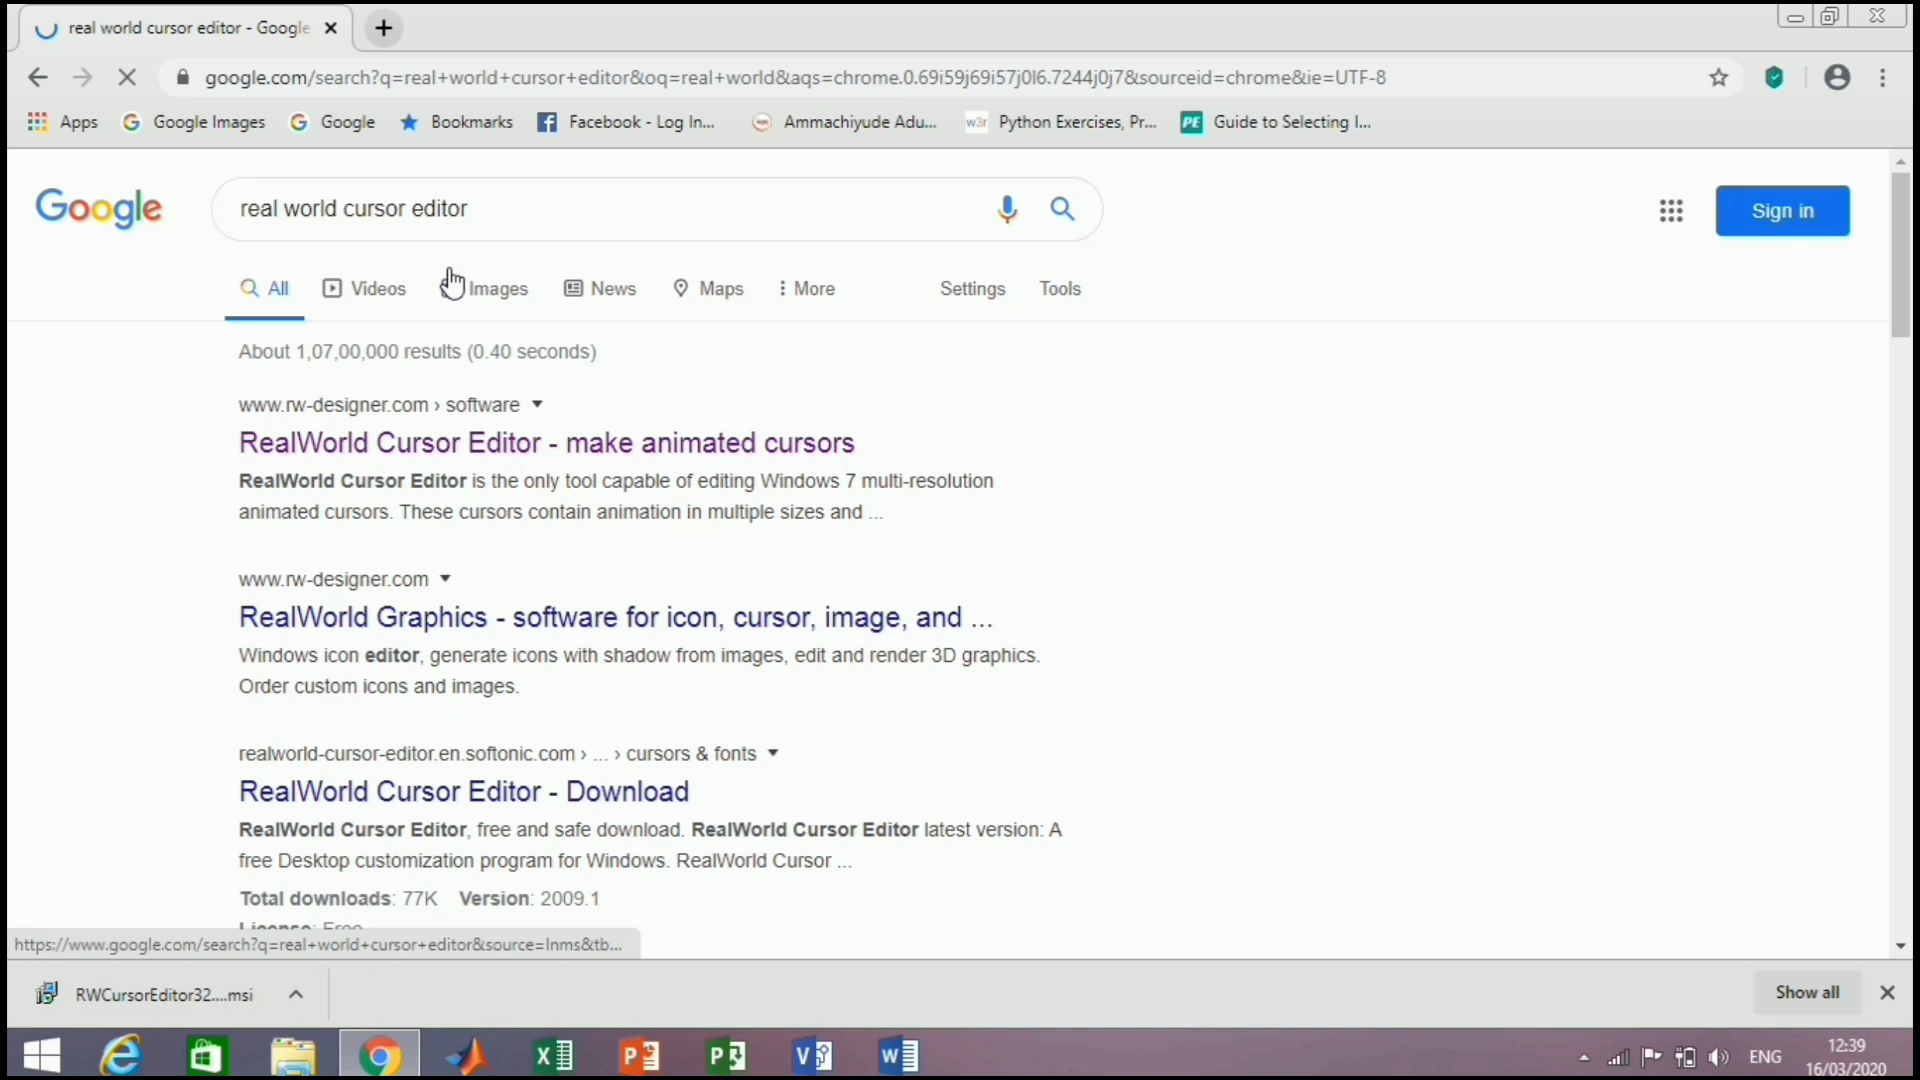 real world cursor editor - Google
google.com/search?q=real+world+cursor+editor&oq=real+world&aqs=chrome.0.69i59j69i57j0l6.7244j0j7&sourceid=chrome&ie=UTF-8
Apps Google Images Google Bookmarks Facebook - Log In... Ammachiyude Adu... w3r Python Exercises, Pr... PE Guide to Selecting I...
Google real world cursor editor Sign in
All Videos Images News Maps More Settings Tools
About 1,07,00,000 results (0.40 seconds)
www.rw-designer.com › software
RealWorld Cursor Editor - make animated cursors
RealWorld Cursor Editor is the only tool capable of editing Windows 7 multi-resolution
animated cursors. These cursors contain animation in multiple sizes and ...
www.rw-designer.com
RealWorld Graphics - software for icon, cursor, image, and ...
Windows icon editor, generate icons with shadow from images, edit and render 3D graphics.
Order custom icons and images.
realworld-cursor-editor.en.softonic.com › ... › cursors & fonts
RealWorld Cursor Editor - Download
RealWorld Cursor Editor, free and safe download. RealWorld Cursor Editor latest version: A
free Desktop customization program for Windows. RealWorld Cursor ...
Total downloads: 77K Version: 2009.1
License: Free
https://www.google.com/search?q=real+world+cursor+editor&source=lnms&tb...
RWCursorEditor32....msi Show all
ENG 12:39
16/03/2020